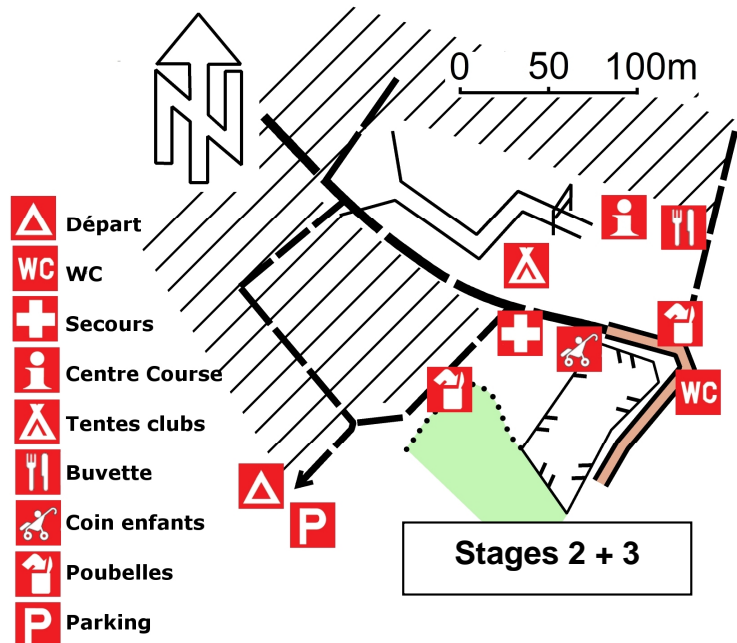 N
0 50 100m
Départ
WC WC
Secours
Centre Course
Tentes clubs
Buvette
Coin enfants
Poubelles
P Parking
WC
P
Stages 2 + 3